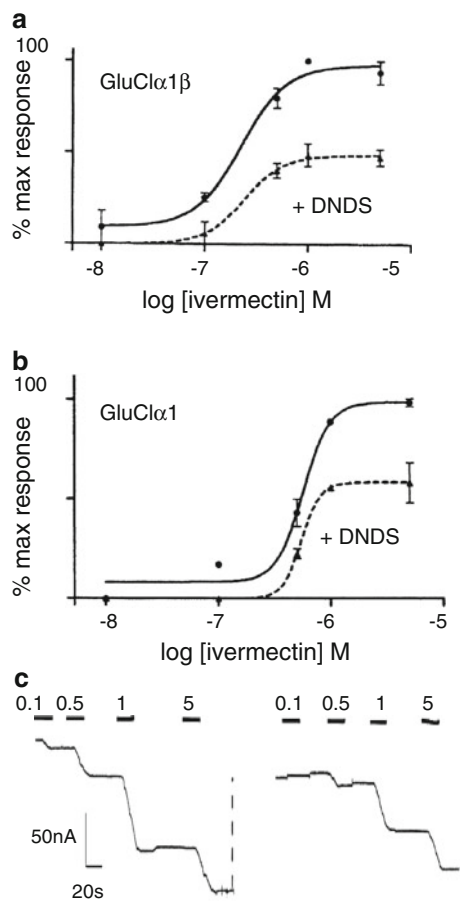 a
100
GluClα1β
+ DNDS
% max response
-8 -7 -6 -5
log [ivermectin] M
b
100
GluClα1
+ DNDS
% max response
-8 -7 -6 -5
log [ivermectin] M
c
0.1 0.5 1 5 0.1 0.5 1 5
50nA
20s